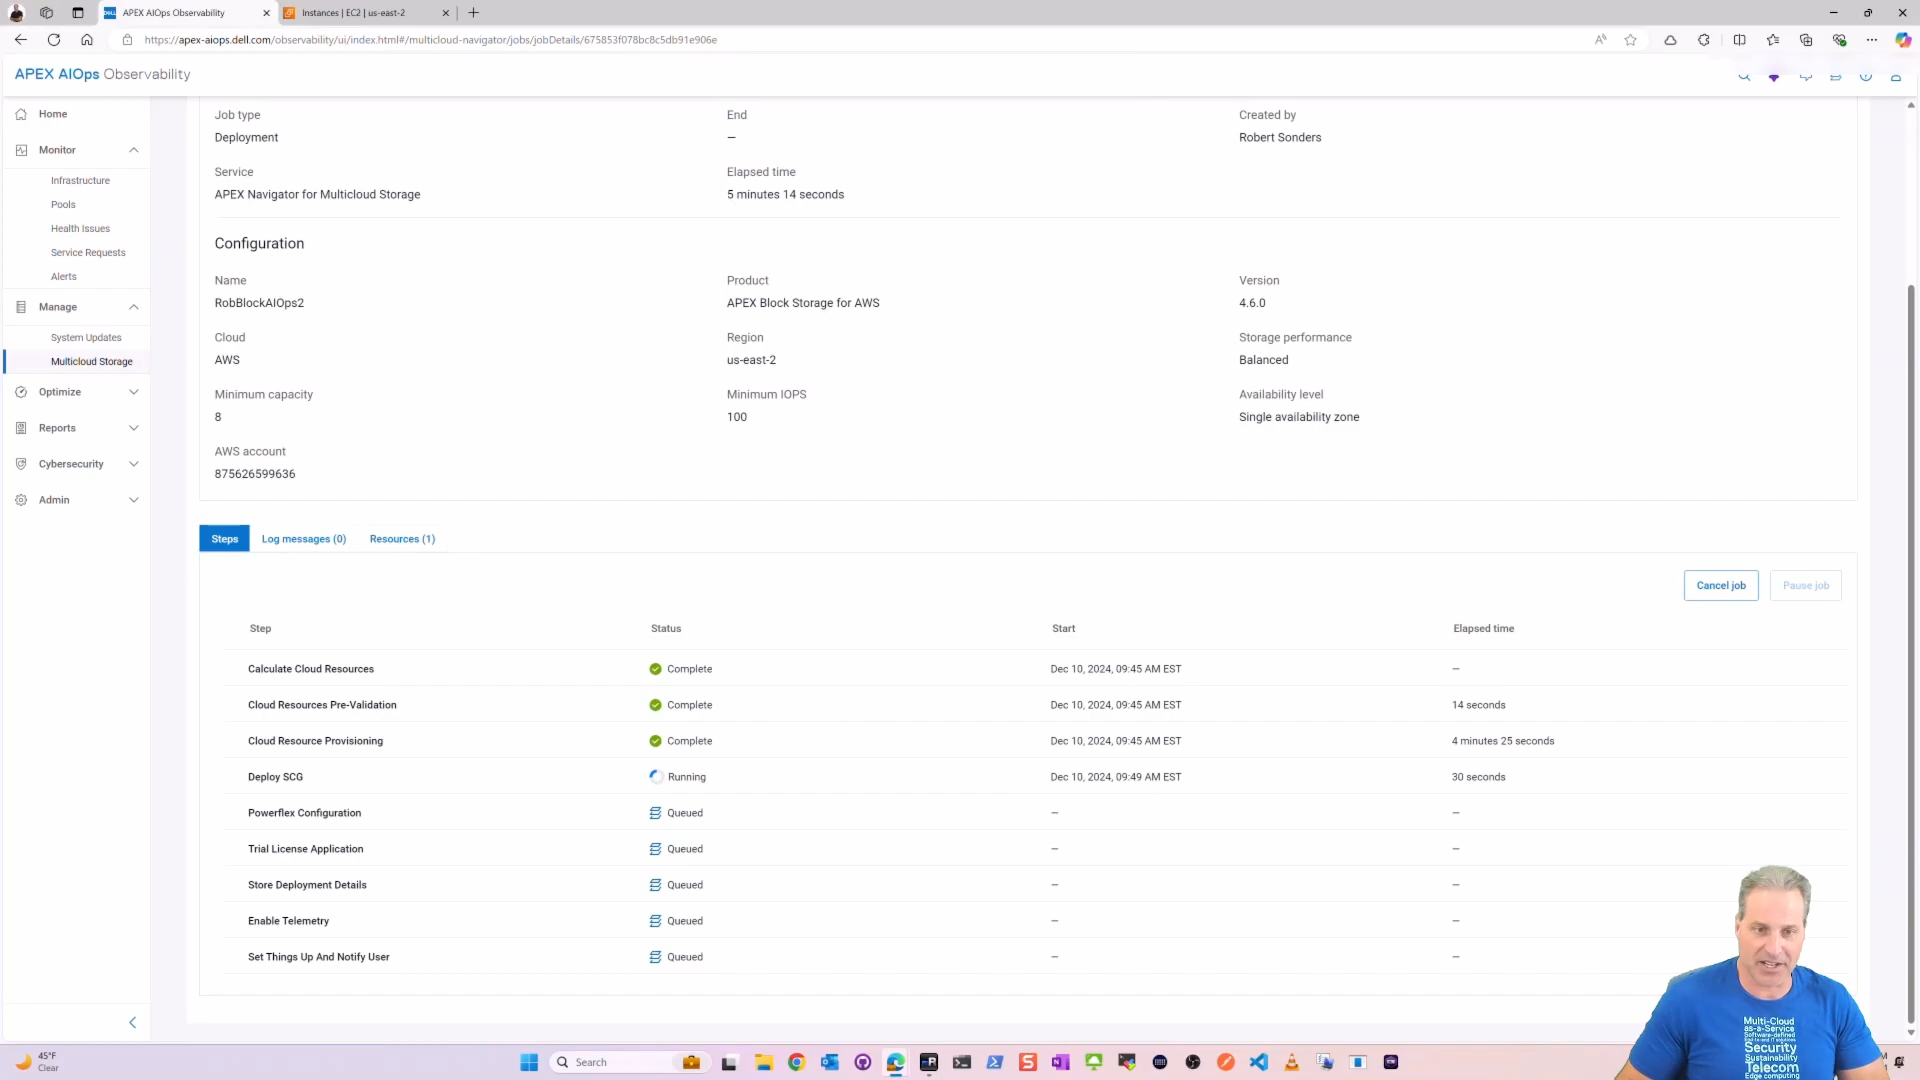 APEX AIOps Observability
Instances | EC2 | us-east-2
https://apex-aiops.dell.com/observability/ui/index.html#/multicloud-navigator/jobs/jobDetails/675853f078bc8c5db91e906e
APEX AIOps Observability
Home
Monitor
Infrastructure
Pools
Health Issues
Service Requests
Alerts
Manage
System Updates
Multicloud Storage
Optimize
Reports
Cybersecurity
Admin
Job type
End
Created by
Deployment
—
Robert Sonders
Service
Elapsed time
APEX Navigator for Multicloud Storage
5 minutes 14 seconds
Configuration
Name
Product
Version
RobBlockAIOps2
APEX Block Storage for AWS
4.6.0
Cloud
Region
Storage performance
AWS
us-east-2
Balanced
Minimum capacity
Minimum IOPS
Availability level
8
100
Single availability zone
AWS account
875626599636
Steps
Log messages (0)
Resources (1)
Cancel job
Pause job
Step Status Start Elapsed time
Calculate Cloud Resources Complete Dec 10, 2024, 09:45 AM EST —
Cloud Resources Pre-Validation Complete Dec 10, 2024, 09:45 AM EST 14 seconds
Cloud Resource Provisioning Complete Dec 10, 2024, 09:45 AM EST 4 minutes 25 seconds
Deploy SCG Running Dec 10, 2024, 09:49 AM EST 30 seconds
Powerflex Configuration Queued — —
Trial License Application Queued — —
Store Deployment Details Queued — —
Enable Telemetry Queued — —
Set Things Up And Notify User Queued — —
Multi-Cloud
as-a-Service
Software-defined
Security
Sustainability
Telecom
Edge computing
45°F
Clear
Search